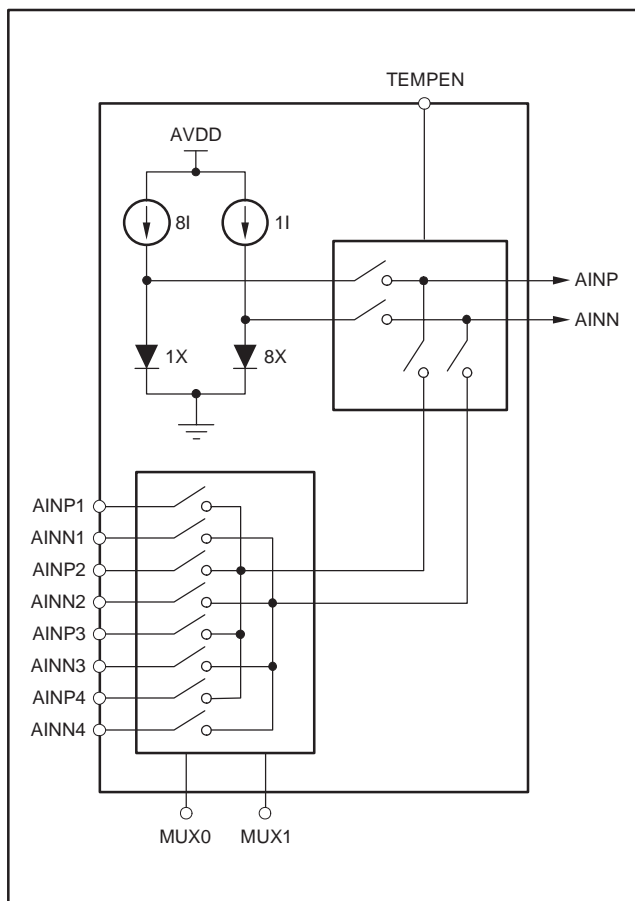 TEMPEN
AVDD
8I
1I
AINP
AINN
1X
8X
AINP1
AINN1
AINP2
AINN2
AINP3
AINN3
AINP4
AINN4
MUX0
MUX1